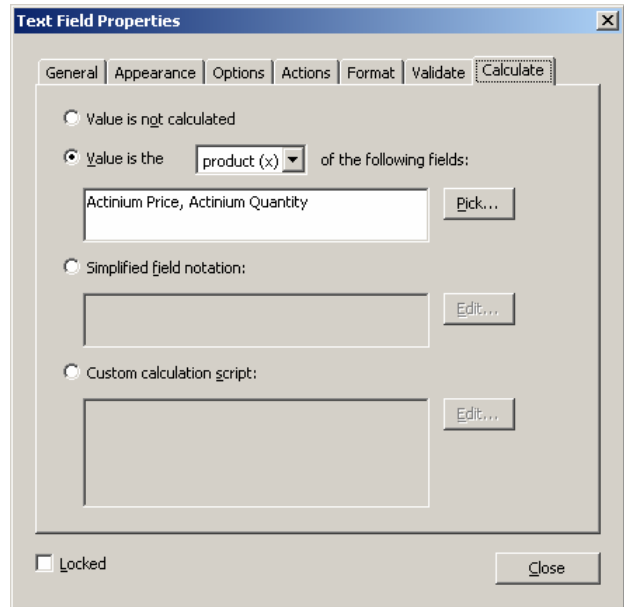 Text Field Properties
General Appearance Options Actions Format Validate Calculate
Value is not calculated
Value is the product (x) of the following fields:
Actinium Price, Actinium Quantity Pick...
Simplified field notation:
Edit...
Custom calculation script:
Edit...
Locked
Close